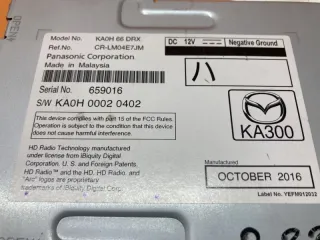 OPEN
Model No. KA0H 66 DRX
Ref.No. CR-LM04E7JM
Panasonic Corporation
Made in Malaysia
DC 12V Negative Ground
ハ
Serial No. 659016
S/W KA0H 0002 0402
This device complies with part 15 of the FCC Rules
Operation is subject to the condition that this device
does not cause harmful interference.
KA300
HD Radio Technology manufactured
under license from iBiquity Digital
Corporation. U.S. and Foreign Patents.
HD Radio™ and the HD, HD Radio, and
"Arc" logos are proprietary
trademarks of iBiquity Digital Corp.
Manufactured
OCTOBER 2016
Label No. YEFM012032